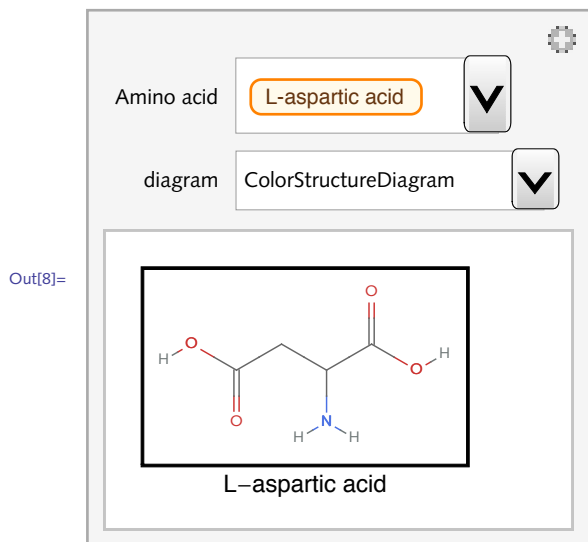 Amino acid L-aspartic acid
diagram ColorStructureDiagram
Out[8]=
O
H O H
O
O N
H H
L−aspartic acid